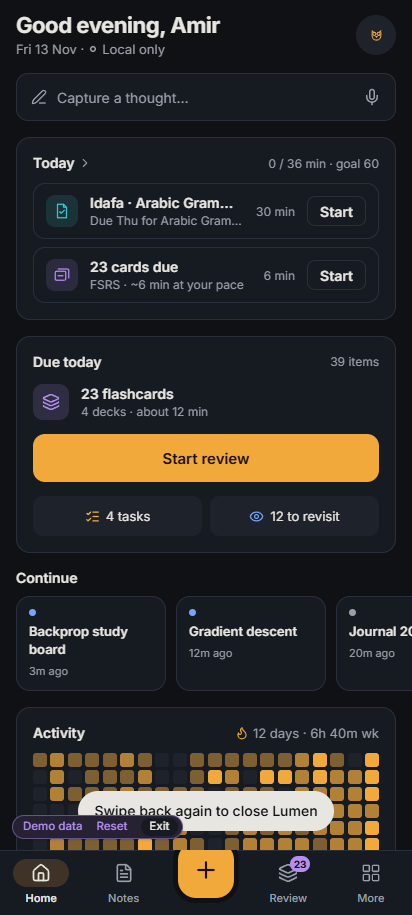 Good evening, Amir
Fri 13 Nov · Local only
Capture a thought...
Today
0 / 36 min · goal 60
Idafa · Arabic Gram...
Due Thu for Arabic Gram...
30 min
Start
23 cards due
FSRS · ~6 min at your pace
6 min
Start
Due today
39 items
23 flashcards
4 decks · about 12 min
Start review
4 tasks
12 to revisit
Continue
Backprop study
board
3m ago
Gradient descent
12m ago
Journal 20
20m ago
Activity
12 days · 6h 40m wk
Swipe back again to close Lumen
Demo data
Reset
Exit
23
Home
Notes
Review
More